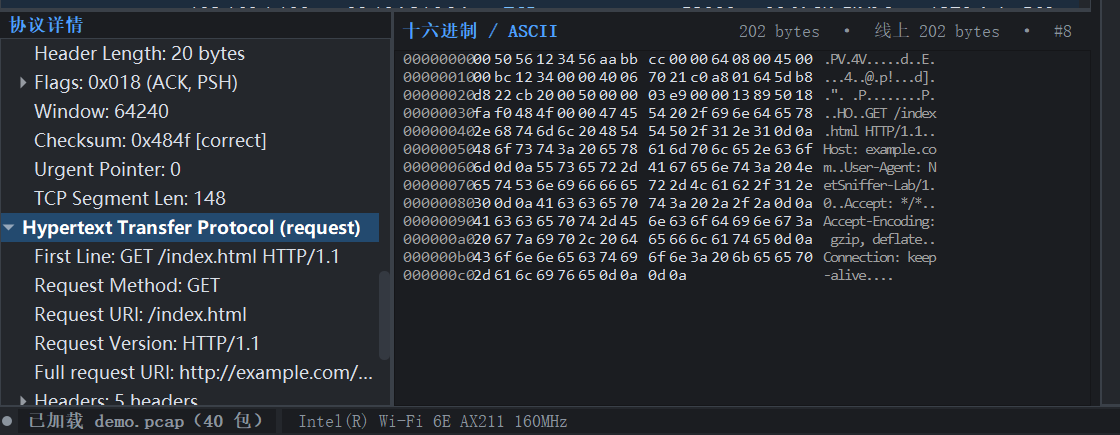 协议详情
Header Length: 20 bytes
Flags: 0x018 (ACK, PSH)
Window: 64240
Checksum: 0x484f [correct]
Urgent Pointer: 0
TCP Segment Len: 148
Hypertext Transfer Protocol (request)
First Line: GET /index.html HTTP/1.1
Request Method: GET
Request URI: /index.html
Request Version: HTTP/1.1
Full request URI: http://example.com/...
Headers: 5 headers
十六进制 / ASCII
202 bytes • 线上 202 bytes • #8
00000000 00 50 56 12 34 56 aa bb cc 00 00 64 08 00 45 00 .PV.4V.....d..E.
00000010 00 bc 12 34 00 00 40 06 70 21 c0 a8 01 64 5d b8 ...4..@.p!...d].
00000020 d8 22 cb 20 00 50 00 00 03 e9 00 00 13 89 50 18 .". .P........P.
00000030 fa f0 48 4f 00 00 47 45 54 20 2f 69 6e 64 65 78 ..HO..GET /index
00000040 2e 68 74 6d 6c 20 48 54 54 50 2f 31 2e 31 0d 0a .html HTTP/1.1..
00000050 48 6f 73 74 3a 20 65 78 61 6d 70 6c 65 2e 63 6f Host: example.co
00000060 6d 0d 0a 55 73 65 72 2d 41 67 65 6e 74 3a 20 4e m..User-Agent: N
00000070 65 74 53 6e 69 66 66 65 72 2d 4c 61 62 2f 31 2e etSniffer-Lab/1.
00000080 30 0d 0a 41 63 63 65 70 74 3a 20 2a 2f 2a 0d 0a 0..Accept: */*..
00000090 41 63 63 65 70 74 2d 45 6e 63 6f 64 69 6e 67 3a Accept-Encoding:
000000a0 20 67 7a 69 70 2c 20 64 65 66 6c 61 74 65 0d 0a gzip, deflate..
000000b0 43 6f 6e 6e 65 63 74 69 6f 6e 3a 20 6b 65 65 70 Connection: keep
000000c0 2d 61 6c 69 76 65 0d 0a 0d 0a -alive....
已加载 demo.pcap（40 包）
Intel(R) Wi-Fi 6E AX211 160MHz